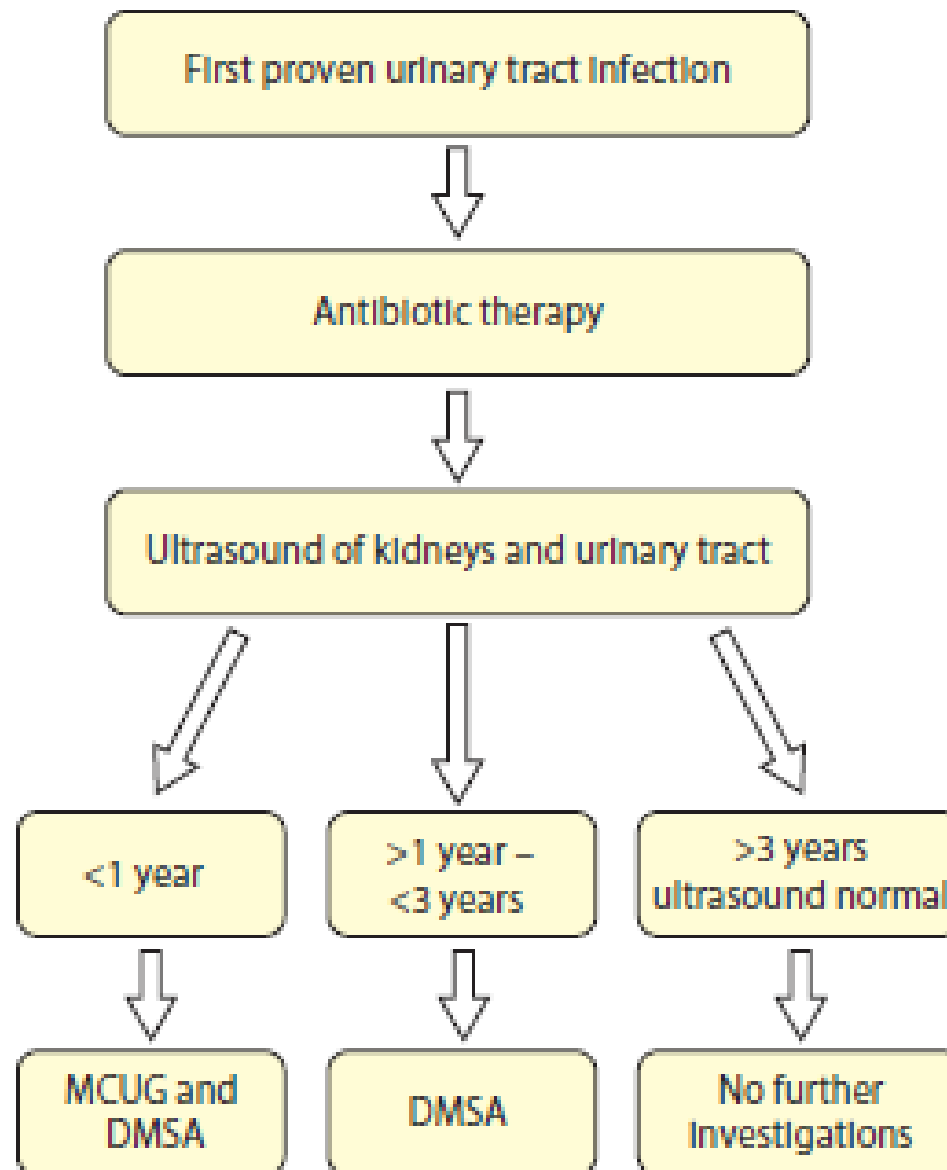 First proven urinary tract infection
Antibiotic therapy
Ultrasound of kidneys and urinary tract
<1 year
>1 year –
<3 years
>3 years
ultrasound normal
MCUG and
DMSA
DMSA
No further
investigations